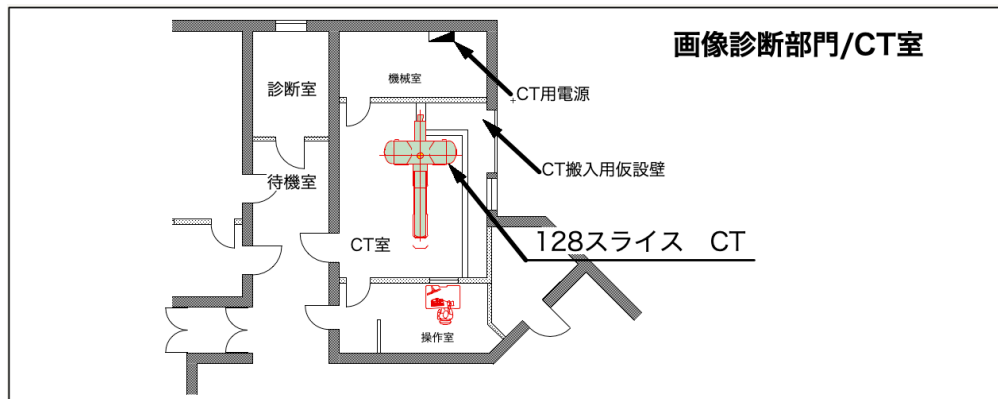 画像診断部門/CT室
診断室
機械室
CT用電源
待機室
CT搬入用仮設壁
CT室
128スライス　CT
操作室